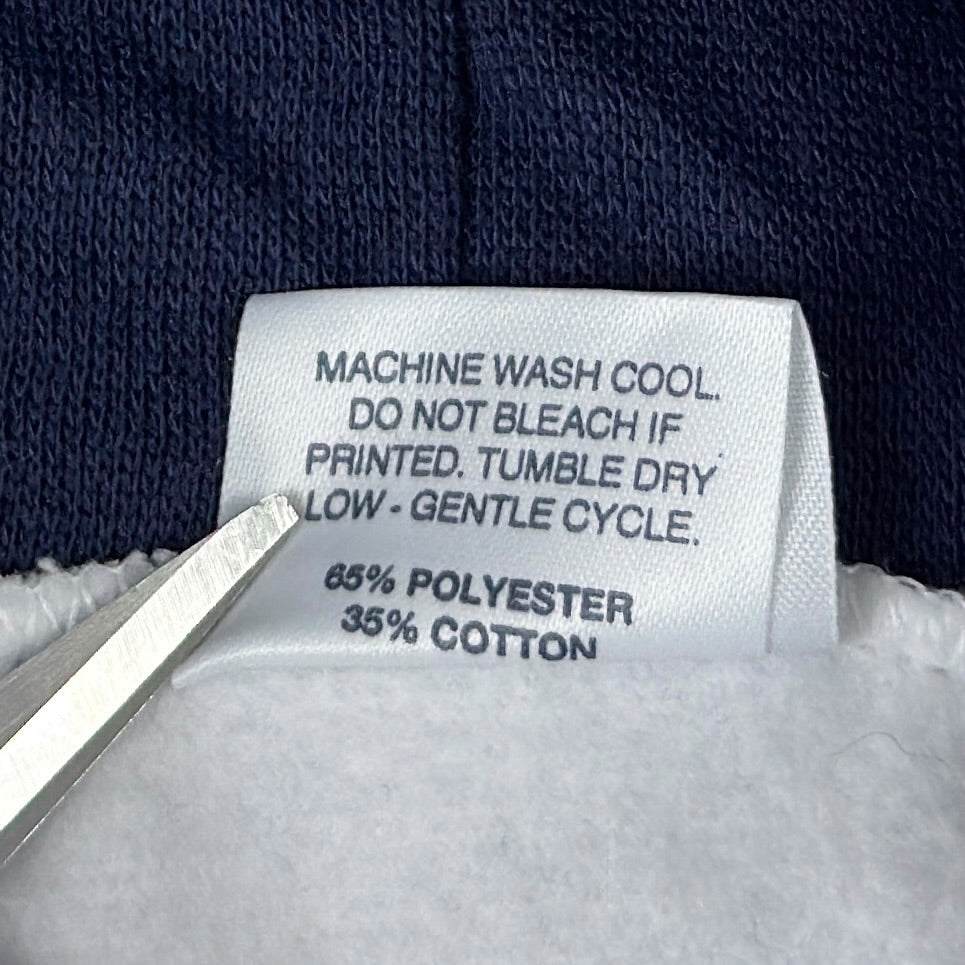 MACHINE WASH COOL.
DO NOT BLEACH IF
PRINTED. TUMBLE DRY
LOW - GENTLE CYCLE.
65% POLYESTER
35% COTTON